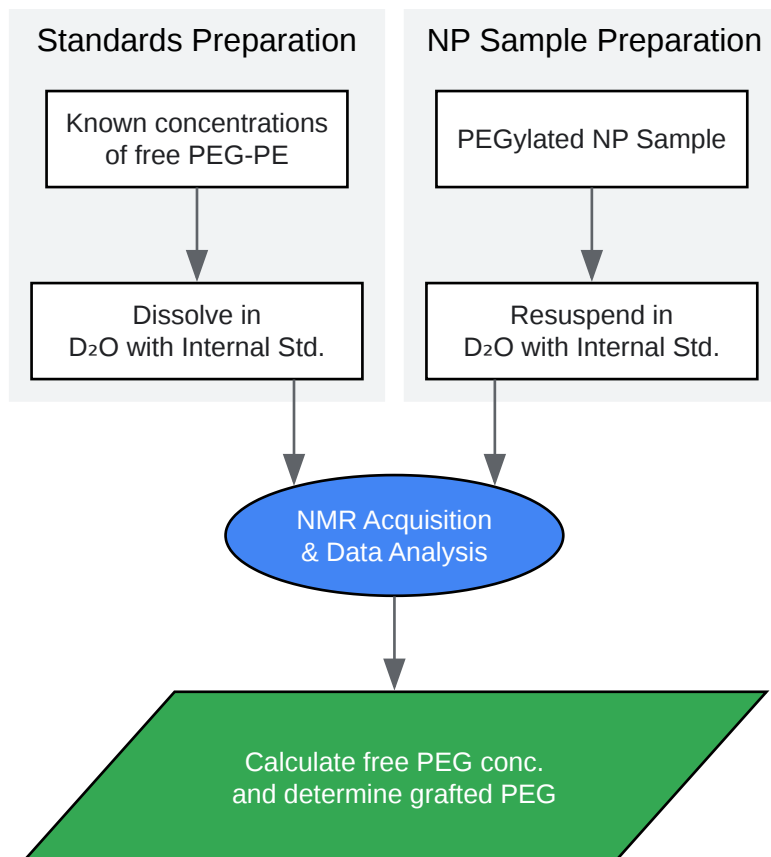 Standards Preparation
Known concentrations
of free PEG-PE
Dissolve in
D₂O with Internal Std.
NP Sample Preparation
PEGylated NP Sample
Resuspend in
D₂O with Internal Std.
NMR Acquisition
& Data Analysis
Calculate free PEG conc.
and determine grafted PEG